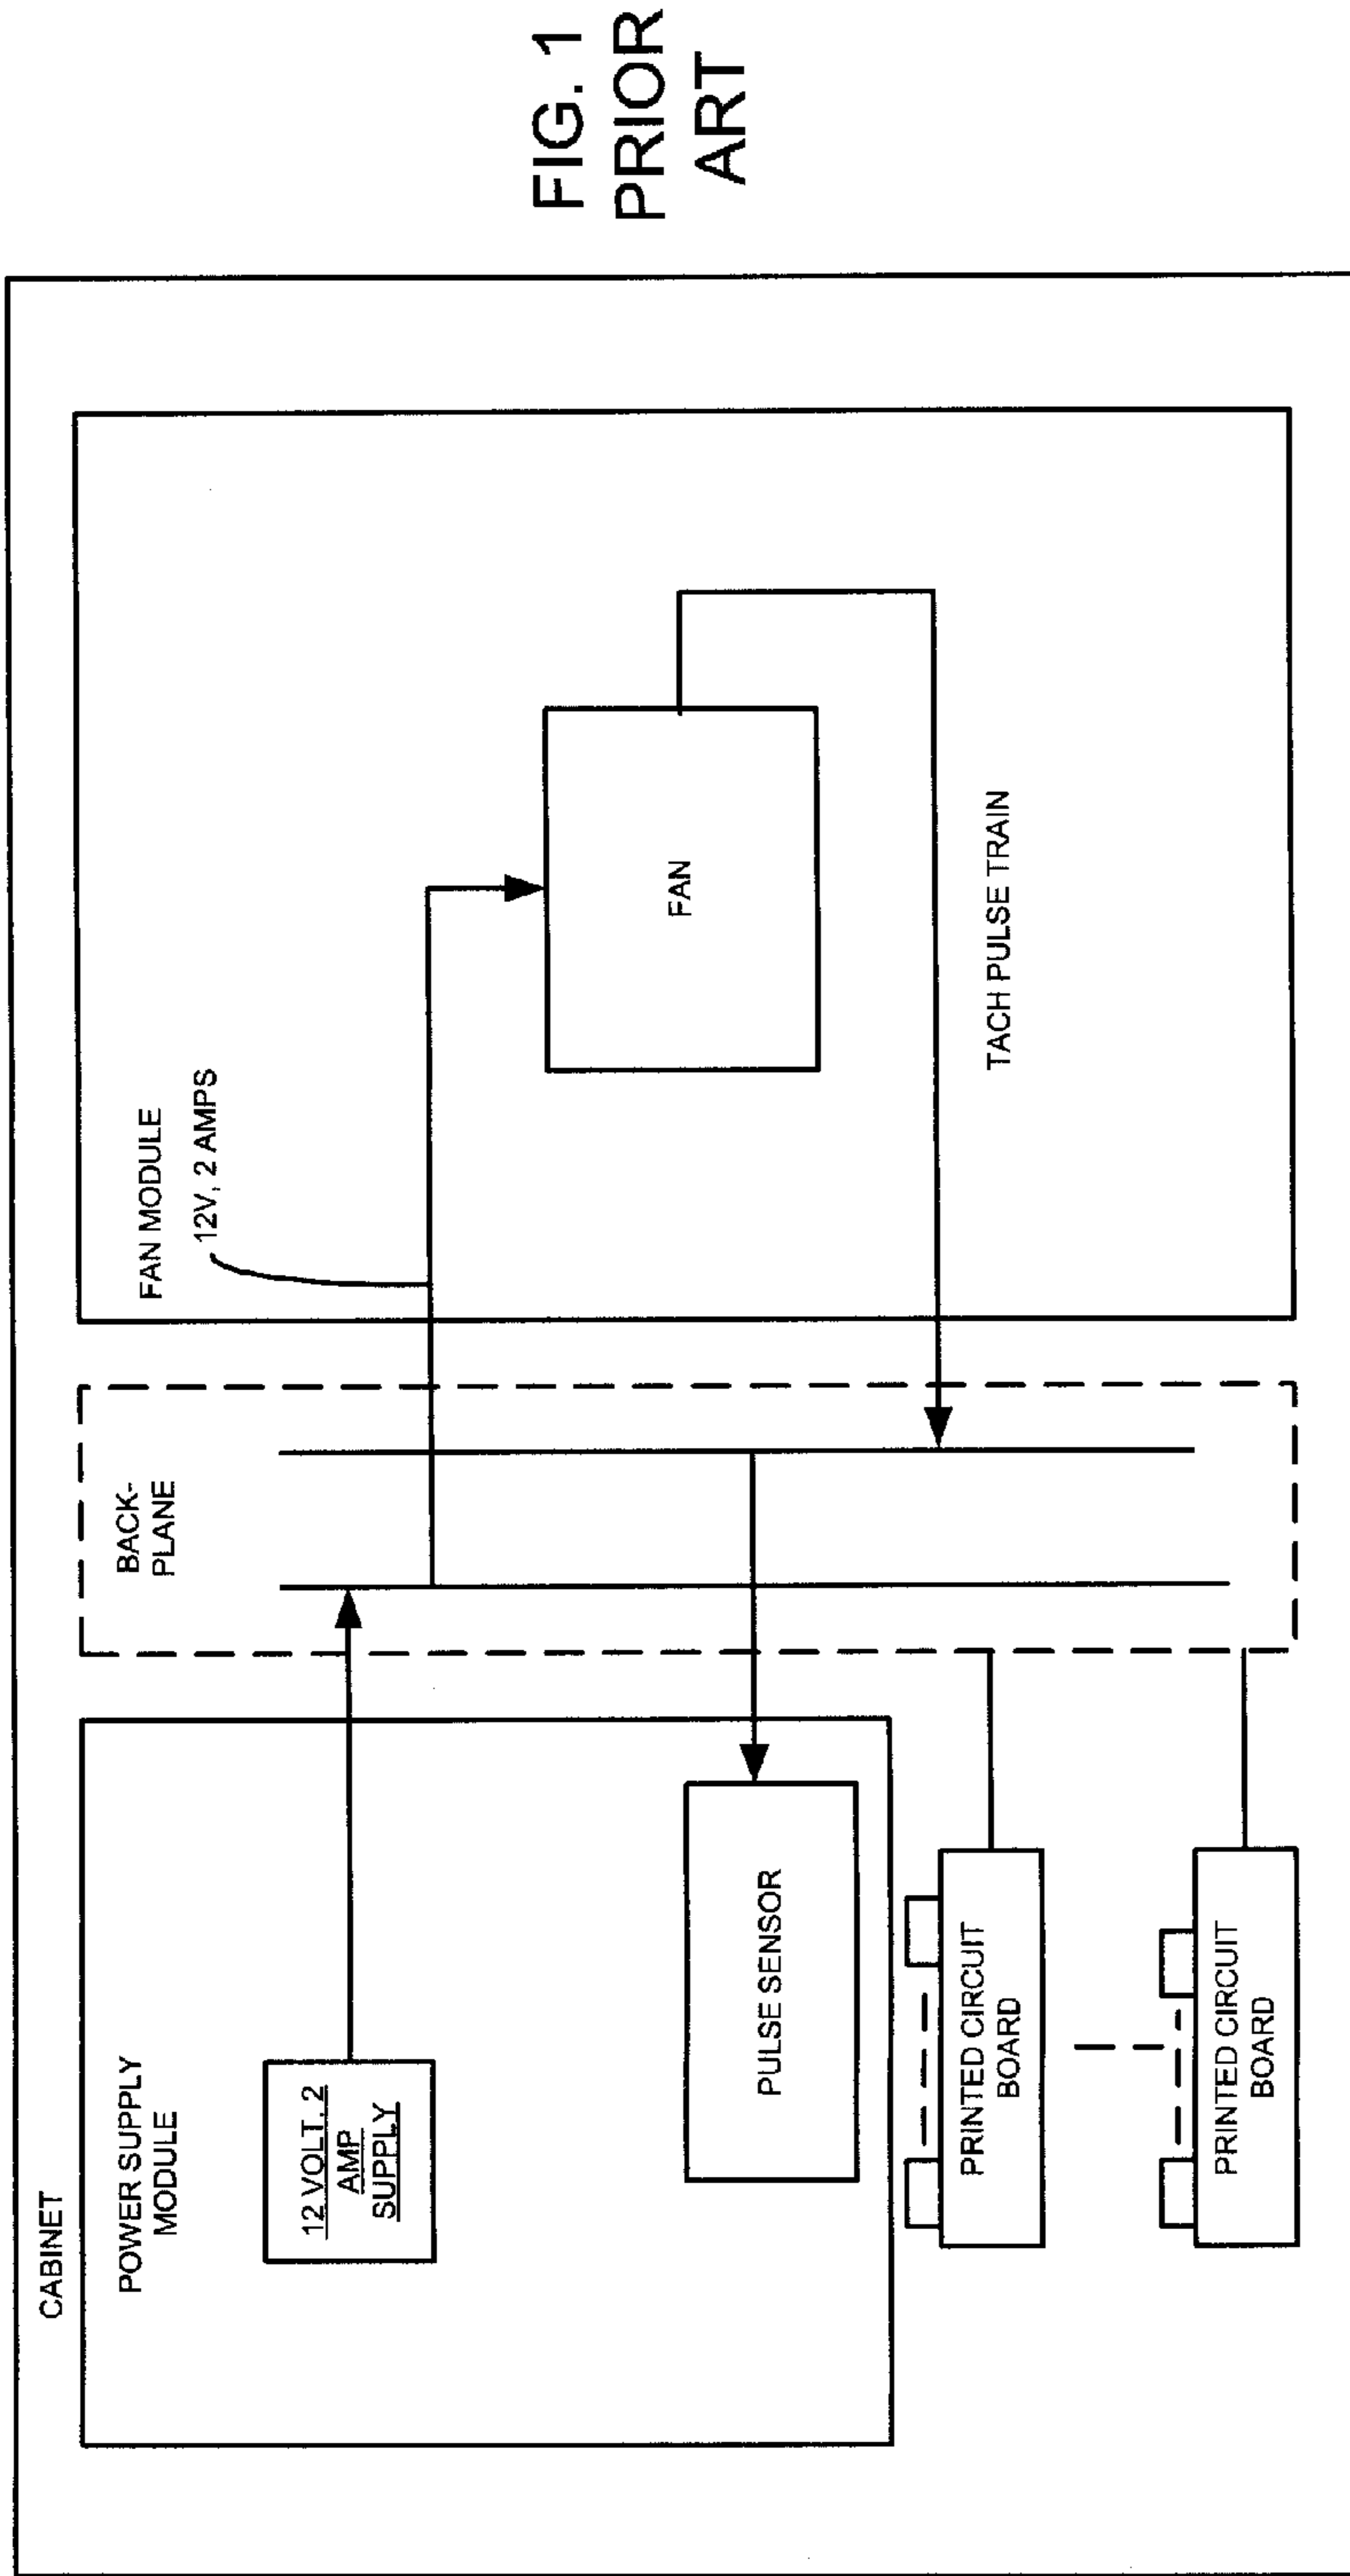 CABINET
POWER SUPPLY
MODULE
12 VOLT, 2
AMP
SUPPLY
PULSE SENSOR
PRINTED CIRCUIT
BOARD
PRINTED CIRCUIT
BOARD
BACK-
PLANE
FAN MODULE
12V, 2 AMPS
FAN
TACH PULSE TRAIN
FIG. 1
PRIOR
ART